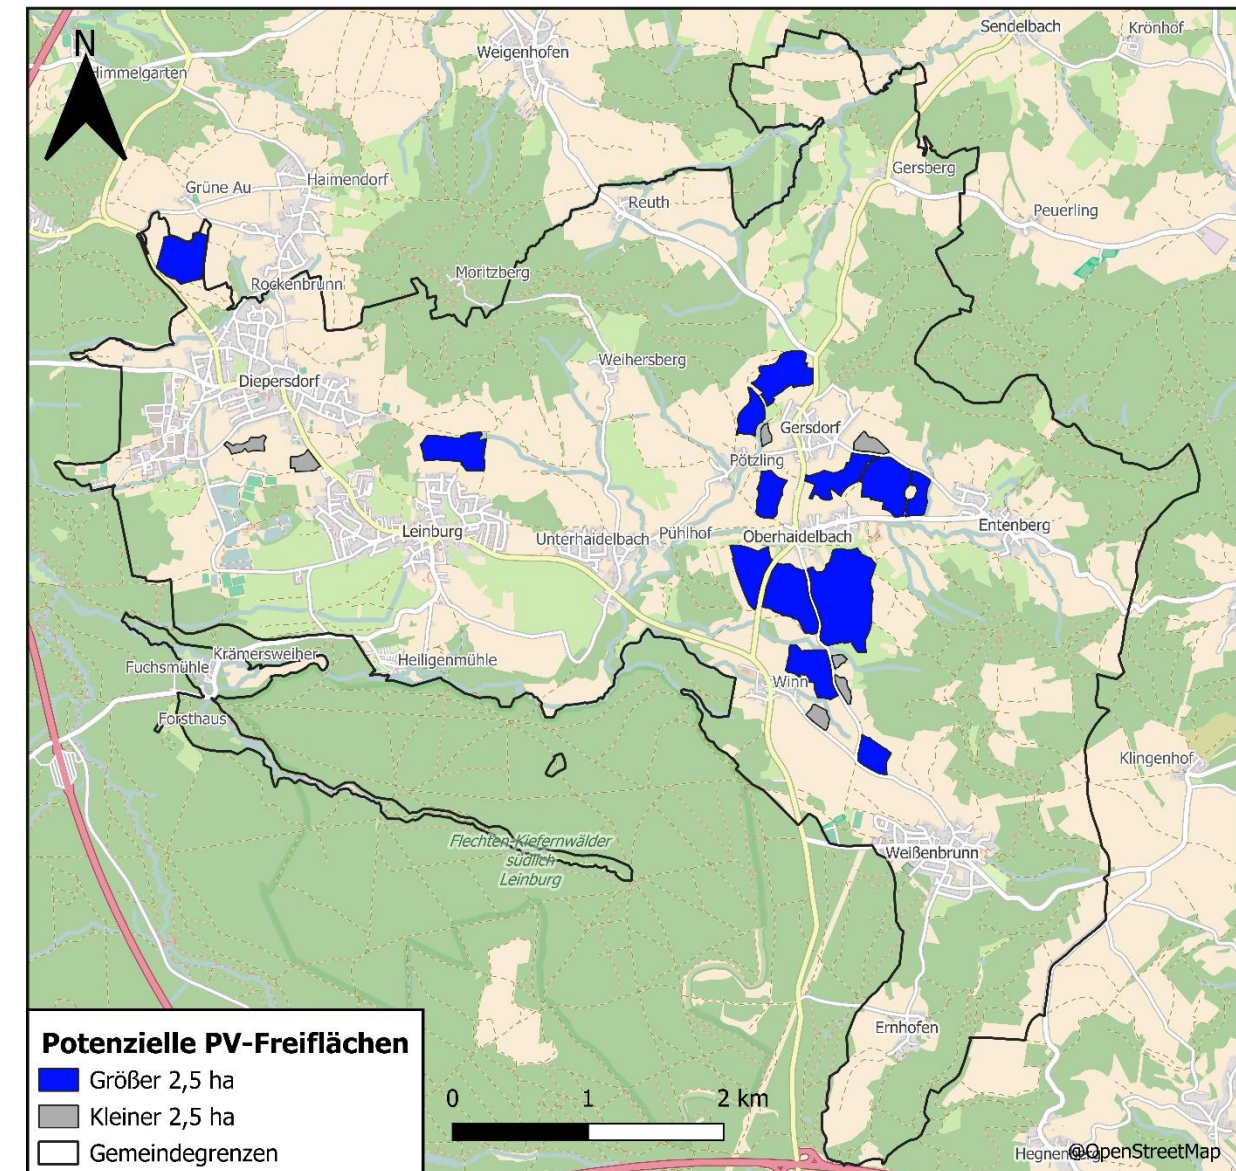 N
Sendelbach
Krönhof
Weigenhofen
Himmelgarten
Gersberg
Grüne Au
Haimendorf
Reuth
Peuerling
Moritzberg
Rockenbrunn
Weihersberg
Diepersdorf
Gersdorf
Pötzling
Leinburg
Unterhaidelbach
Pühlhof
Oberhaidelbach
Entenberg
Krämersweiher
Fuchsmühle
Heiligenmühle
Winn
Forsthaus
Klingenhof
Flechten-Kiefernwälder
südlich
Leinburg
Weißenbrunn
Ernhofen
Potenzielle PV-Freiflächen
Größer 2,5 ha
Kleiner 2,5 ha
Gemeindegrenzen
0 1 2 km
Hegnenberg
@OpenStreetMap